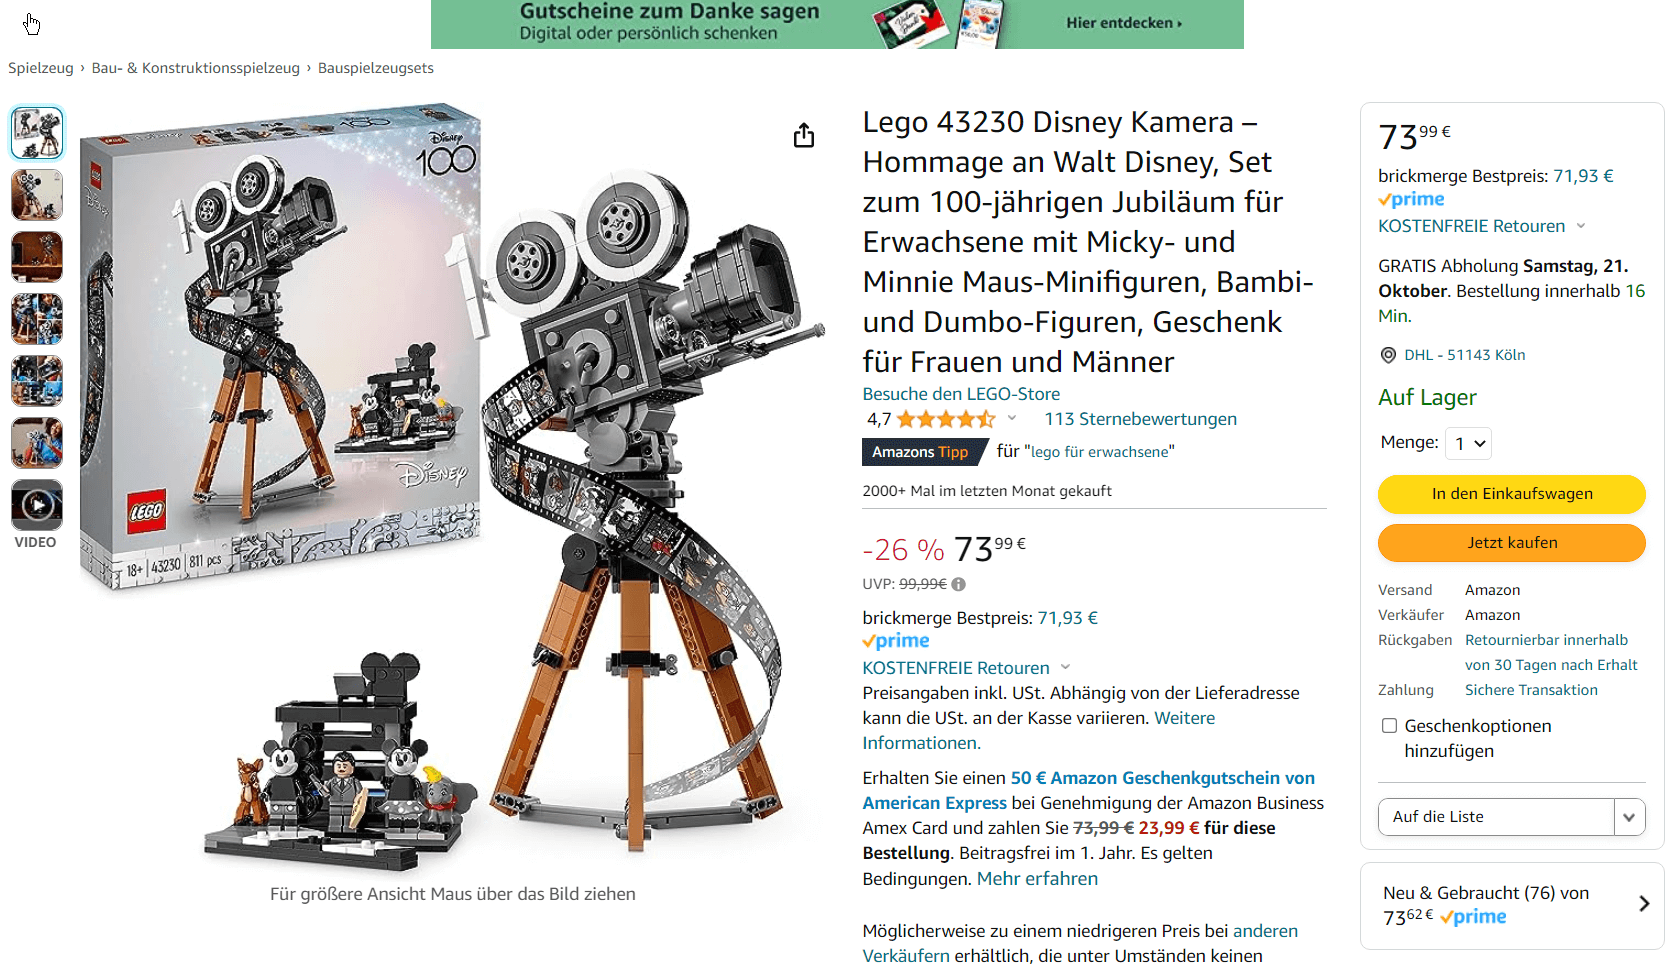 Gutscheine zum Danke sagen
Digital oder persönlich schenken
Hier entdecken ›
Spielzeug › Bau- & Konstruktionsspielzeug › Bauspielzeugsets
VIDEO
Disney
100
Disney
LEGO
18+ 43230 811 pcs
Für größere Ansicht Maus über das Bild ziehen
Lego 43230 Disney Kamera –
Hommage an Walt Disney, Set
zum 100-jährigen Jubiläum für
Erwachsene mit Micky- und
Minnie Maus-Minifiguren, Bambi-
und Dumbo-Figuren, Geschenk
für Frauen und Männer
Besuche den LEGO-Store
4,7 113 Sternebewertungen
Amazons Tipp für "lego für erwachsene"
2000+ Mal im letzten Monat gekauft
-26 % 73 99 €
UVP: 99,99€
brickmerge Bestpreis: 71,93 €
prime
KOSTENFREIE Retouren
Preisangaben inkl. USt. Abhängig von der Lieferadresse
kann die USt. an der Kasse variieren. Weitere
Informationen.
Erhalten Sie einen 50 € Amazon Geschenkgutschein von
American Express bei Genehmigung der Amazon Business
Amex Card und zahlen Sie 73,99 € 23,99 € für diese
Bestellung. Beitragsfrei im 1. Jahr. Es gelten
Bedingungen. Mehr erfahren
Möglicherweise zu einem niedrigeren Preis bei anderen
Verkäufern erhältlich, die unter Umständen keinen
73 99 €
brickmerge Bestpreis: 71,93 €
prime
KOSTENFREIE Retouren
GRATIS Abholung Samstag, 21.
Oktober. Bestellung innerhalb 16
Min.
DHL - 51143 Köln
Auf Lager
Menge: 1
In den Einkaufswagen
Jetzt kaufen
Versand Amazon
Verkäufer Amazon
Rückgaben Retournierbar innerhalb
von 30 Tagen nach Erhalt
Zahlung Sichere Transaktion
Geschenkoptionen
hinzufügen
Auf die Liste
Neu & Gebraucht (76) von
73 62 € prime